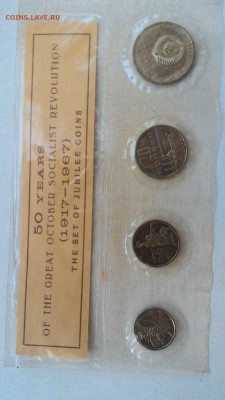 COINS.LAVE.RU
50 YEARS
OF THE GREAT OCTOBER SOCIALIST REVOLUTION
(1917-1967)
THE SET OF JUBILEE COINS